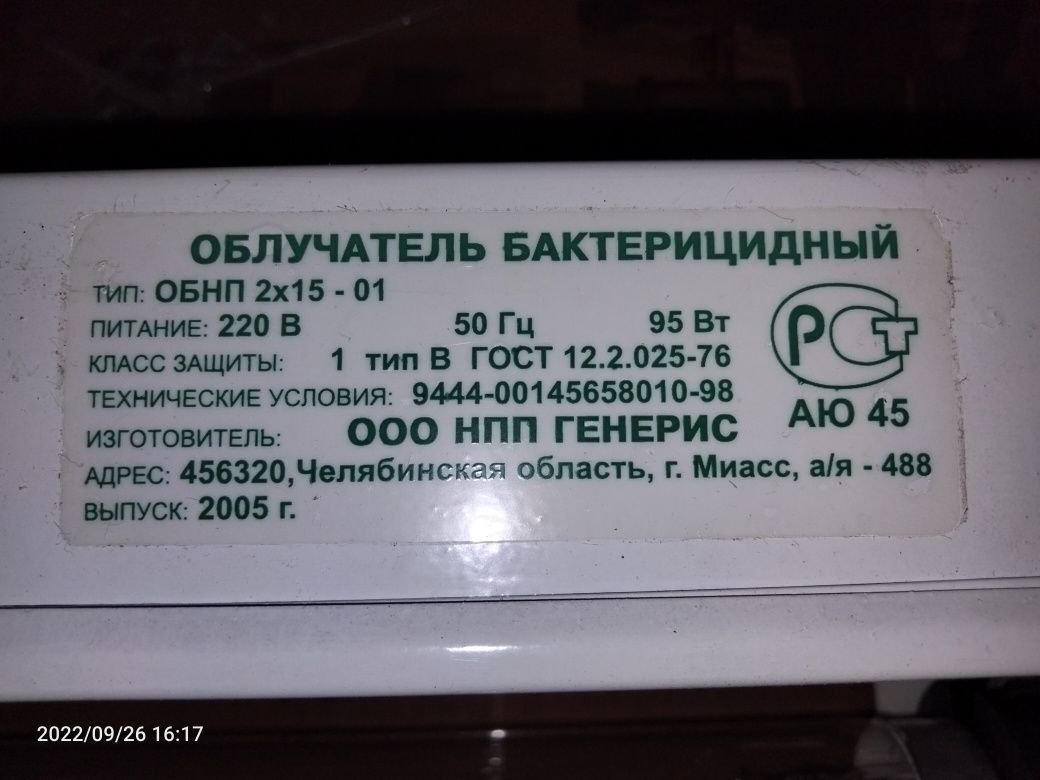 ОБЛУЧАТЕЛЬ БАКТЕРИЦИДНЫЙ
ТИП: ОБНП 2х15 - 01
ПИТАНИЕ: 220 В 50 Гц 95 Вт
КЛАСС ЗАЩИТЫ: 1 тип В ГОСТ 12.2.025-76
ТЕХНИЧЕСКИЕ УСЛОВИЯ: 9444-00145658010-98
РСТ
АЮ 45
ИЗГОТОВИТЕЛЬ: ООО НПП ГЕНЕРИС
АДРЕС: 456320,Челябинская область, г. Миасс, а/я - 488
ВЫПУСК: 2005 г.
2022/09/26 16:17